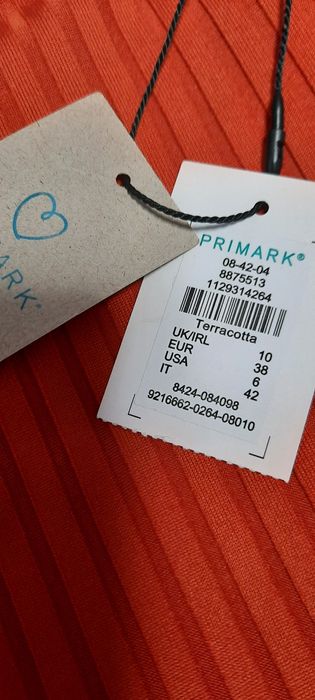 ARK®
PRIMARK®
08-42-04
8875513
1129314264
Terracotta
UK/IRL 10
EUR 38
USA 6
IT 42
8424-084098
9216662-0264-08010